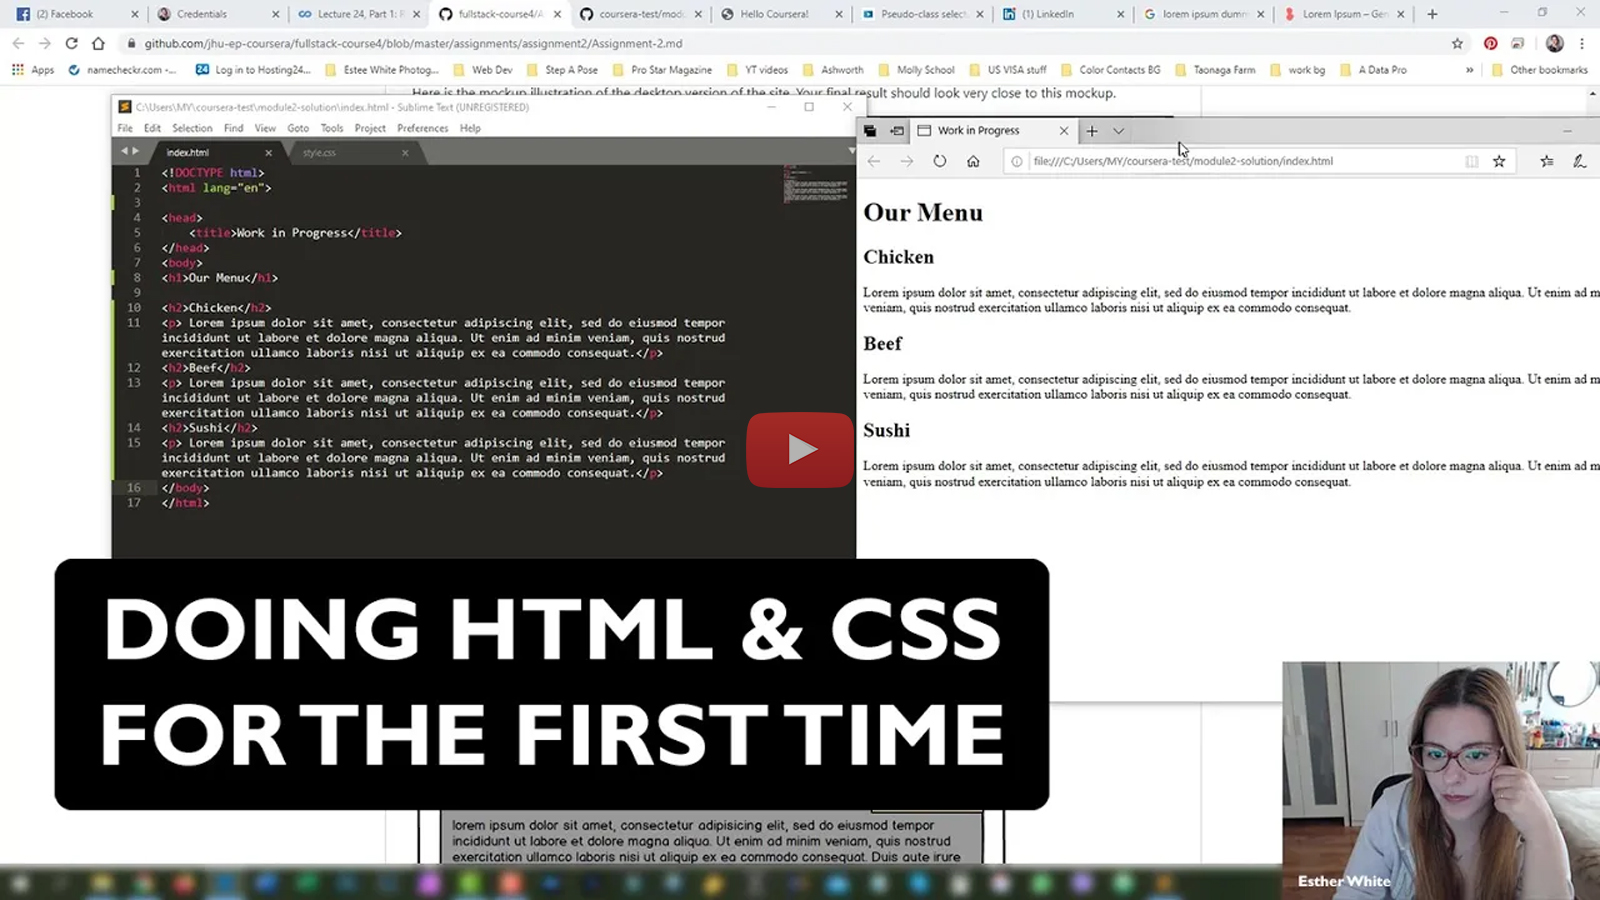 (2) Facebook
Credentials
Lecture 24, Part 1: F
fullstack-course4/A
coursera-test/modu
Hello Coursera!
Pseudo-class select
(1) LinkedIn
lorem ipsum dumm
Lorem Ipsum – Gen
github.com/jhu-ep-coursera/fullstack-course4/blob/master/assignments/assignment2/Assignment-2.md
Apps
namecheckr.com -...
Log in to Hosting24...
Estee White Photog...
Web Dev
Step A Pose
Pro Star Magazine
YT videos
Ashworth
Molly School
US VISA stuff
Color Contacts BG
Taonaga Farm
work bg
A Data Pro
»
Other bookmarks
Here is the mockup illustration of the desktop version of the site. Your final result should look very close to this mockup.
C:\Users\MY\coursera-test\module2-solution\index.html - Sublime Text (UNREGISTERED)
File Edit Selection Find View Goto Tools Project Preferences Help
index.html
style.css
1 <!DOCTYPE html>
2 <html lang="en">
3
4 <head>
5 <title>Work in Progress</title>
6 </head>
7 <body>
8 <h1>Our Menu</h1>
9
10 <h2>Chicken</h2>
11 <p> Lorem ipsum dolor sit amet, consectetur adipiscing elit, sed do eiusmod tempor
incididunt ut labore et dolore magna aliqua. Ut enim ad minim veniam, quis nostrud
exercitation ullamco laboris nisi ut aliquip ex ea commodo consequat.</p>
12 <h2>Beef</h2>
13 <p> Lorem ipsum dolor sit amet, consectetur adipiscing elit, sed do eiusmod tempor
incididunt ut labore et dolore magna aliqua. Ut enim ad minim veniam, quis nostrud
exercitation ullamco laboris nisi ut aliquip ex ea commodo consequat.</p>
14 <h2>Sushi</h2>
15 <p> Lorem ipsum dolor sit amet, consectetur adipiscing elit, sed do eiusmod tempor
incididunt ut labore et dolore magna aliqua. Ut enim ad minim veniam, quis nostrud
exercitation ullamco laboris nisi ut aliquip ex ea commodo consequat.</p>
16 </body>
17 </html>
Work in Progress
file:///C:/Users/MY/coursera-test/module2-solution/index.html
Our Menu
Chicken
Lorem ipsum dolor sit amet, consectetur adipiscing elit, sed do eiusmod tempor incididunt ut labore et dolore magna aliqua. Ut enim ad m
veniam, quis nostrud exercitation ullamco laboris nisi ut aliquip ex ea commodo consequat.
Beef
Lorem ipsum dolor sit amet, consectetur adipiscing elit, sed do eiusmod tempor incididunt ut labore et dolore magna aliqua. Ut enim ad m
veniam, quis nostrud exercitation ullamco laboris nisi ut aliquip ex ea commodo consequat.
Sushi
Lorem ipsum dolor sit amet, consectetur adipiscing elit, sed do eiusmod tempor incididunt ut labore et dolore magna aliqua. Ut enim ad m
veniam, quis nostrud exercitation ullamco laboris nisi ut aliquip ex ea commodo consequat.
DOING HTML & CSS
FOR THE FIRST TIME
lorem ipsum dolor sit amet, consectetur adipisicing elit, sed do eiusmod tempor
incididunt ut labore et dolore magna aliqua. Ut enim ad minim veniam, quis nostrud
exercitation ullamco laboris nisi ut aliquip ex ea commodo consequat. Duis aute irure
Esther White